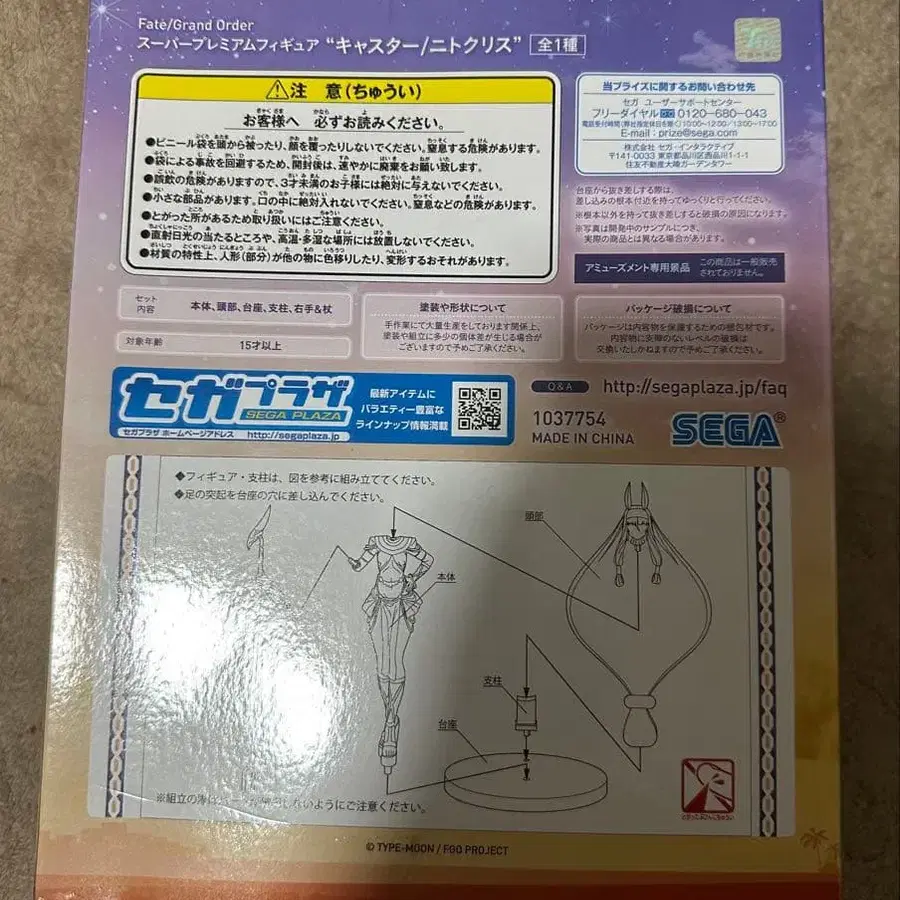 Fate/Grand Order
スーパープレミアムフィギュア “キャスター/ニトクリス” 全1種
⚠注 意(ちゅうい)
お客様へ 必ずお読みください。
●ビニール袋を頭から被ったり、顔を覆ったりしないでください。窒息する危険があります。
●袋による事故を回避するため、開封後は、速やかに廃棄をお願い致します。
●誤飲の危険がありますので、3才未満のお子様には絶対に与えないでください。
●小さな部品があります。口の中に絶対入れないでください。窒息などの危険があります。
●とがった所があるため取り扱いにはご注意ください。
●直射日光の当たるところや、高温・多湿な場所には放置しないでください。
●材質の特性上、人形(部分)が他の物に色移りしたり、変形するおそれがあります。
当プライズに関するお問い合わせ先
セガ ユーザーサポートセンター
フリーダイヤル 0120-680-043
E-mail : prize@sega.com
株式会社 セガ・インタラクティブ
〒141-0033 東京都品川区西品川1-1-1
住友不動産大崎ガーデンタワー
台座から抜き差しする際は、
差し込みの根本付近を持ってゆっくりと行ってください。
※根本以外を持って抜き差しすると破損の原因になります。
※写真は開発中のサンプルにつき、
実際の商品とは異なる場合があります。
アミューズメント専用景品 この商品は一般販売されておりません。
セット内容 本体、頭部、台座、支柱、右手&杖
対象年齢 15才以上
塗装や形状について
手作業にて大量生産をしております関係上、
塗装や組立に多少の個体差が生じる場合が
ございますので予めご了承ください。
パッケージ破損について
パッケージは内容物を保護するための梱包材です。
内容物に支障のないレベルの破損は
交換いたしかねますので予めご了承ください。
セガプラザ
SEGA PLAZA
セガプラザ ホームページアドレス http://segaplaza.jp
最新アイテムに
バラエティー豊富な
ラインナップ情報満載
Q&A http://segaplaza.jp/faq
1037754
MADE IN CHINA
SEGA®
◆フィギュア・支柱は、図を参考に組み立ててください。
◆足の突起を台座の穴に差し込んでください。
頭部
本体
支柱
台座
※組立の際は
しないようにご注意ください。
© TYPE-MOON / FGO PROJECT